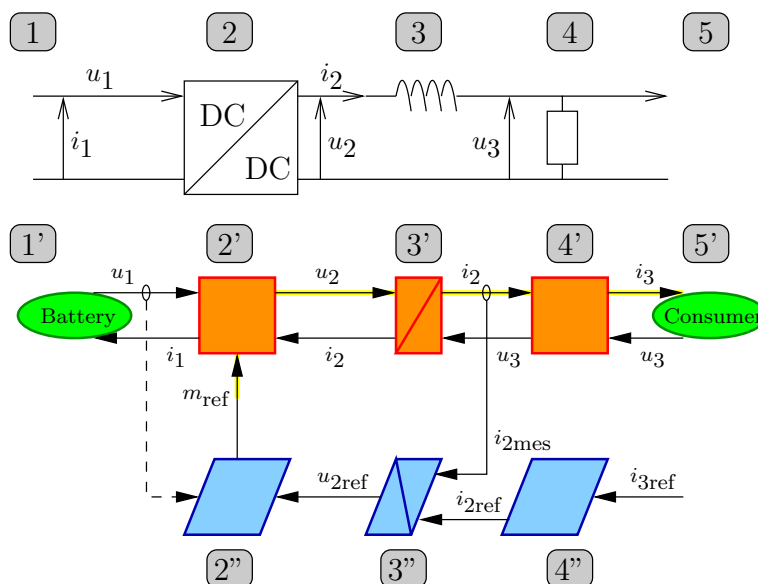 1 2 3 4 5
u1 i2
DC
i1 u2 u3
DC
1' 2' 3' 4' 5'
u1 u2 i2 i3
Battery Consumer
i1 i2 u3 u3
mref
i2mes
u2ref i2ref i3ref
2" 3" 4"